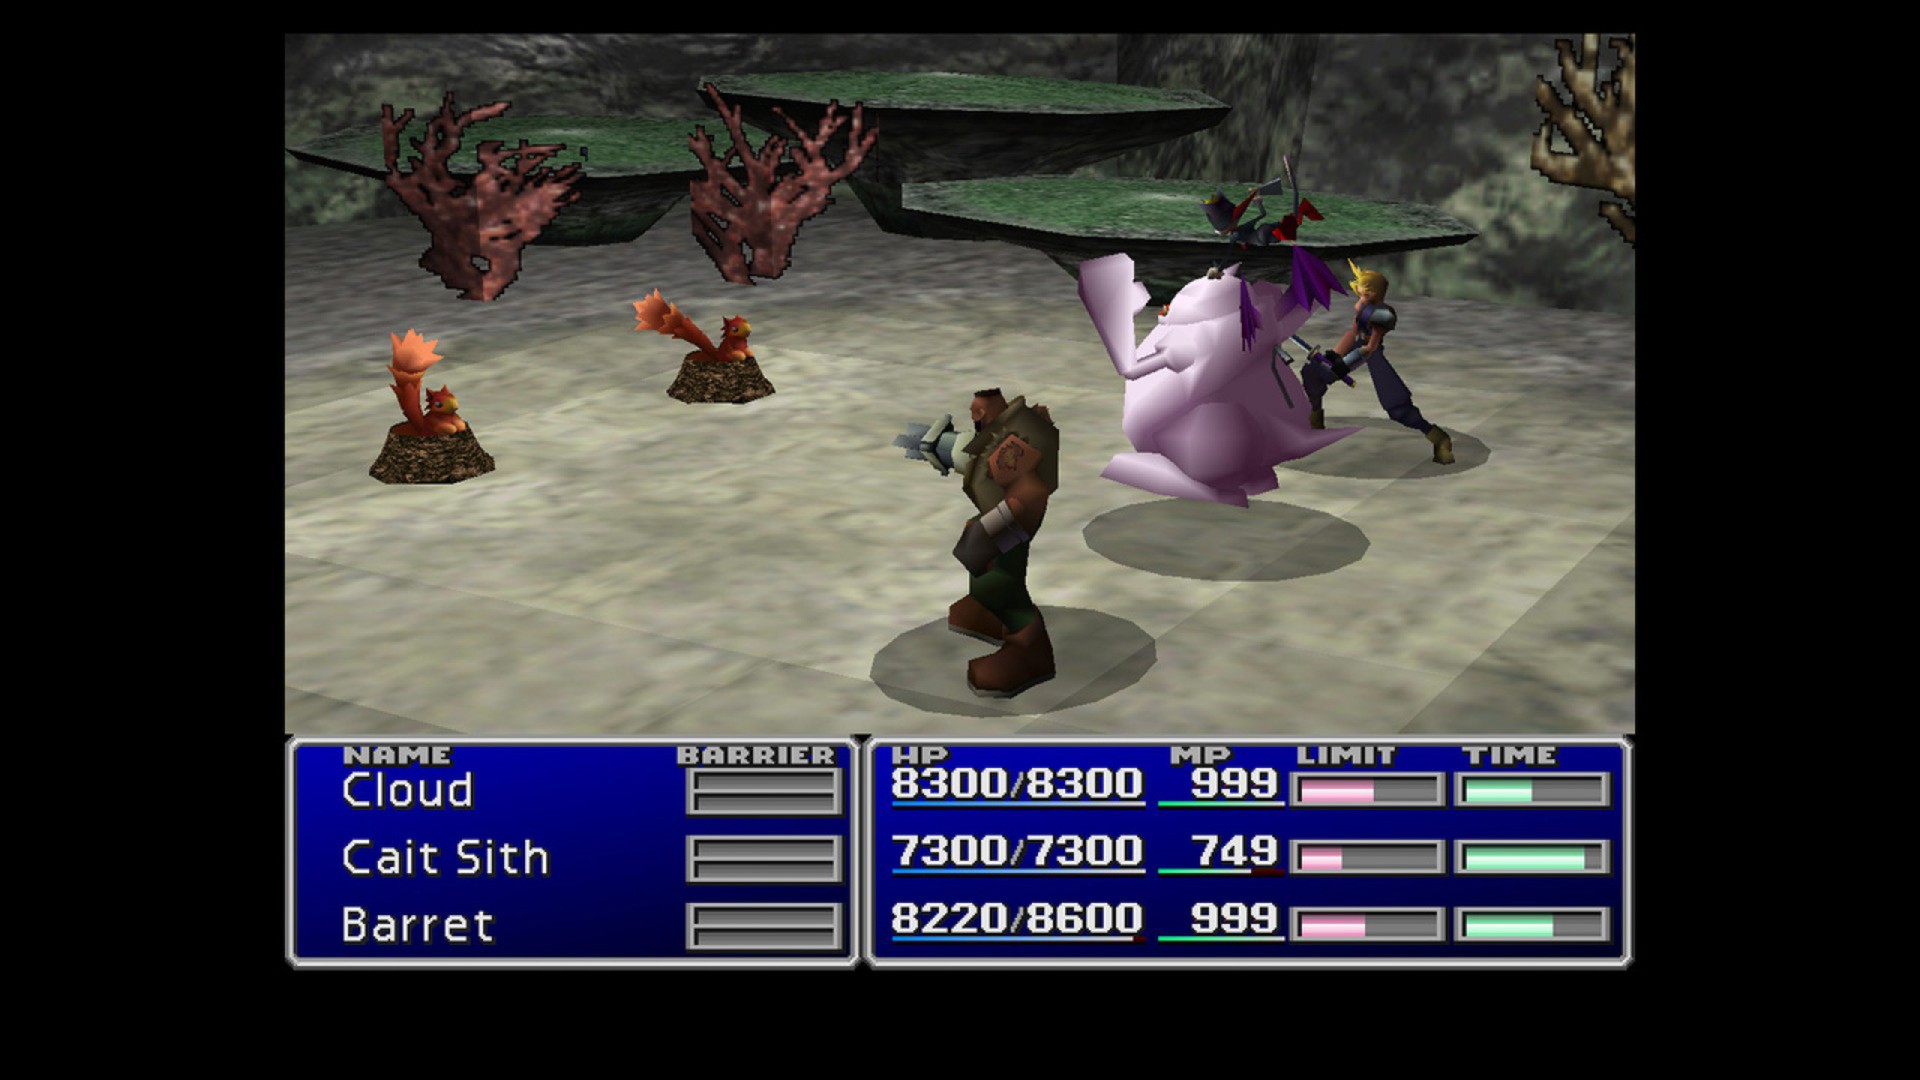 NAME BARRIER HP MP LIMIT TIME
Cloud 8300/8300 999
Cait Sith 7300/7300 749
Barret 8220/8600 999